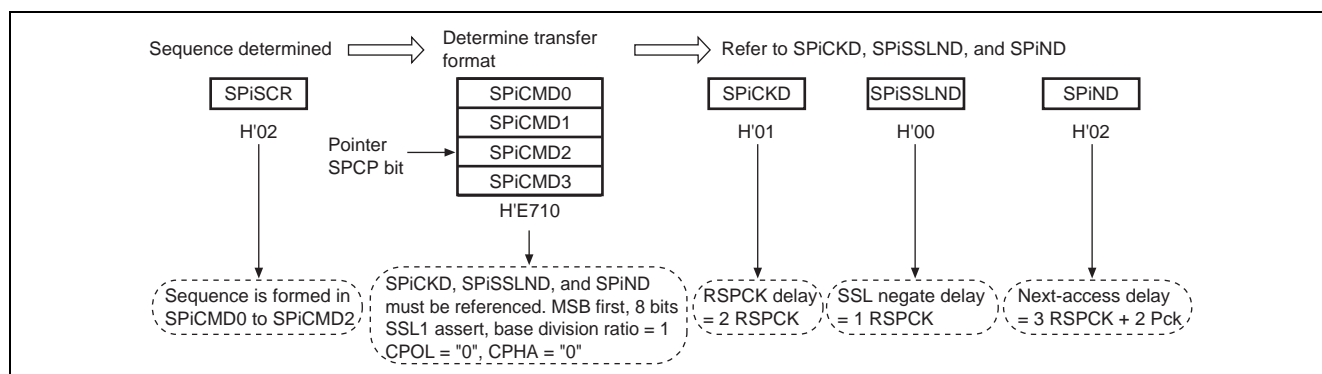 Sequence determined
Determine transfer
format
Refer to SPiCKD, SPiSSLND, and SPiND
SPiSCR
H'02
Pointer
SPCP bit
SPiCMD0
SPiCMD1
SPiCMD2
SPiCMD3
H'E710
SPiCKD
H'01
SPiSSLND
H'00
SPiND
H'02
Sequence is formed in
SPiCMD0 to SPiCMD2
SPiCKD, SPiSSLND, and SPiND
must be referenced. MSB first, 8 bits
SSL1 assert, base division ratio = 1
CPOL = "0", CPHA = "0"
RSPCK delay
= 2 RSPCK
SSL negate delay
= 1 RSPCK
Next-access delay
= 3 RSPCK + 2 Pck